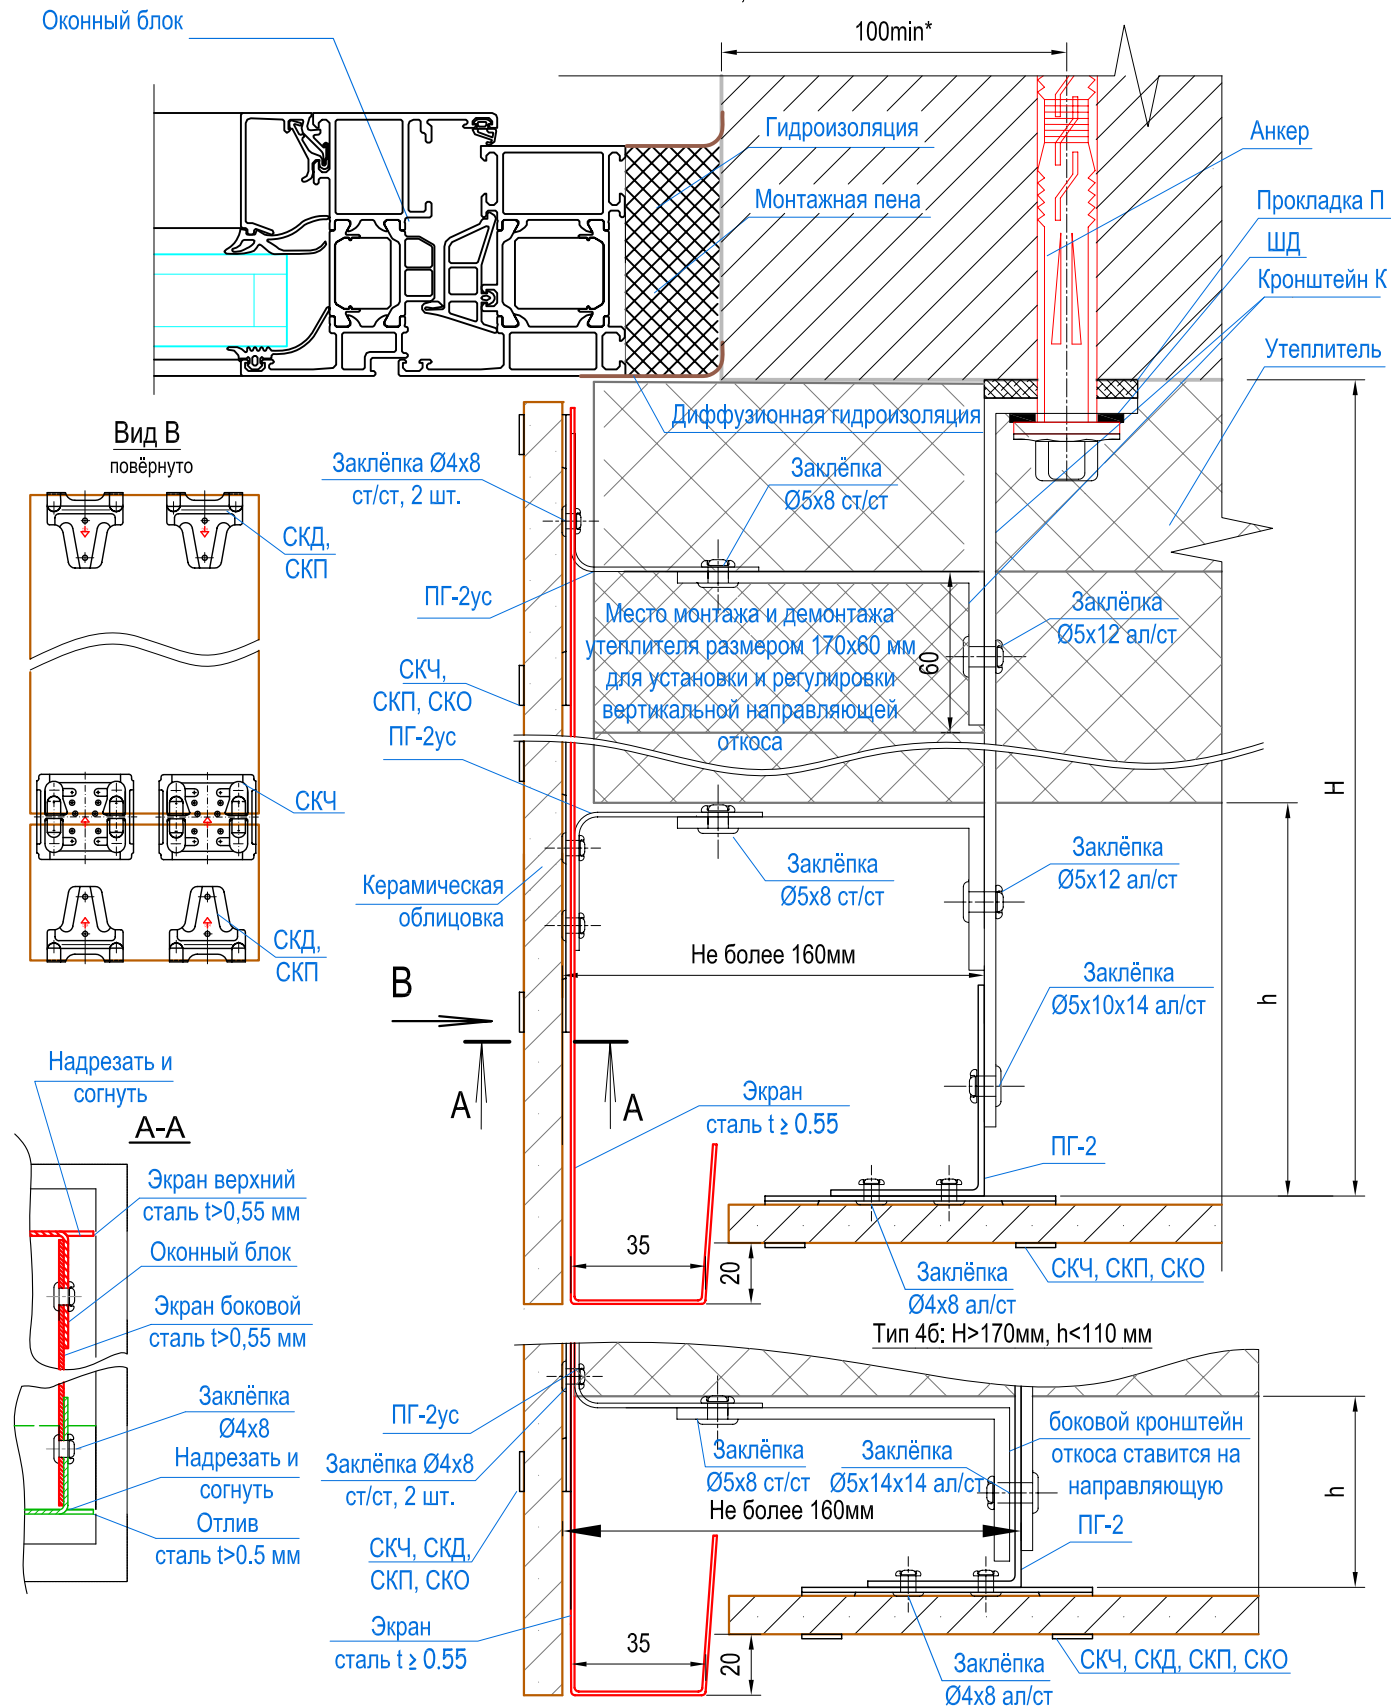 Оконный блок
100min*
Гидроизоляция
Анкер
Монтажная пена
Прокладка П
ШД
Кронштейн К
Утеплитель
Диффузионная гидроизоляция
Вид В
повёрнуто
Заклёпка Ø4х8
ст/ст, 2 шт.
Заклёпка
Ø5х8 ст/ст
СКД,
СКП
ПГ-2ус
Место монтажа и демонтажа
утеплителя размером 170х60 мм
для установки и регулировки
вертикальной направляющей
откоса
60
Заклёпка
Ø5х12 ал/ст
СКЧ,
СКП, СКО
ПГ-2ус
Н
СКЧ
Заклёпка
Ø5х8 ст/ст
Заклёпка
Ø5х12 ал/ст
Керамическая
облицовка
СКД,
СКП
Не более 160мм
В
Заклёпка
Ø5х10х14 ал/ст
h
Надрезать и
согнуть
А-А
А
А
Экран
сталь t ≥ 0.55
ПГ-2
Экран верхний
сталь t>0,55 мм
Оконный блок
Экран боковой
сталь t>0,55 мм
35
20
Заклёпка
Ø4х8 ал/ст
СКЧ, СКП, СКО
Тип 4б: Н>170мм, h<110 мм
Заклёпка
Ø4х8
Надрезать и
согнуть
Отлив
сталь t>0.5 мм
ПГ-2ус
Заклёпка Ø4х8
ст/ст, 2 шт.
Заклёпка
Ø5х8 ст/ст
Заклёпка
Ø5х14х14 ал/ст
боковой кронштейн
откоса ставится на
направляющую
Не более 160мм
h
ПГ-2
СКЧ, СКД,
СКП, СКО
Экран
сталь t ≥ 0.55
35
20
Заклёпка
Ø4х8 ал/ст
СКЧ, СКД, СКП, СКО